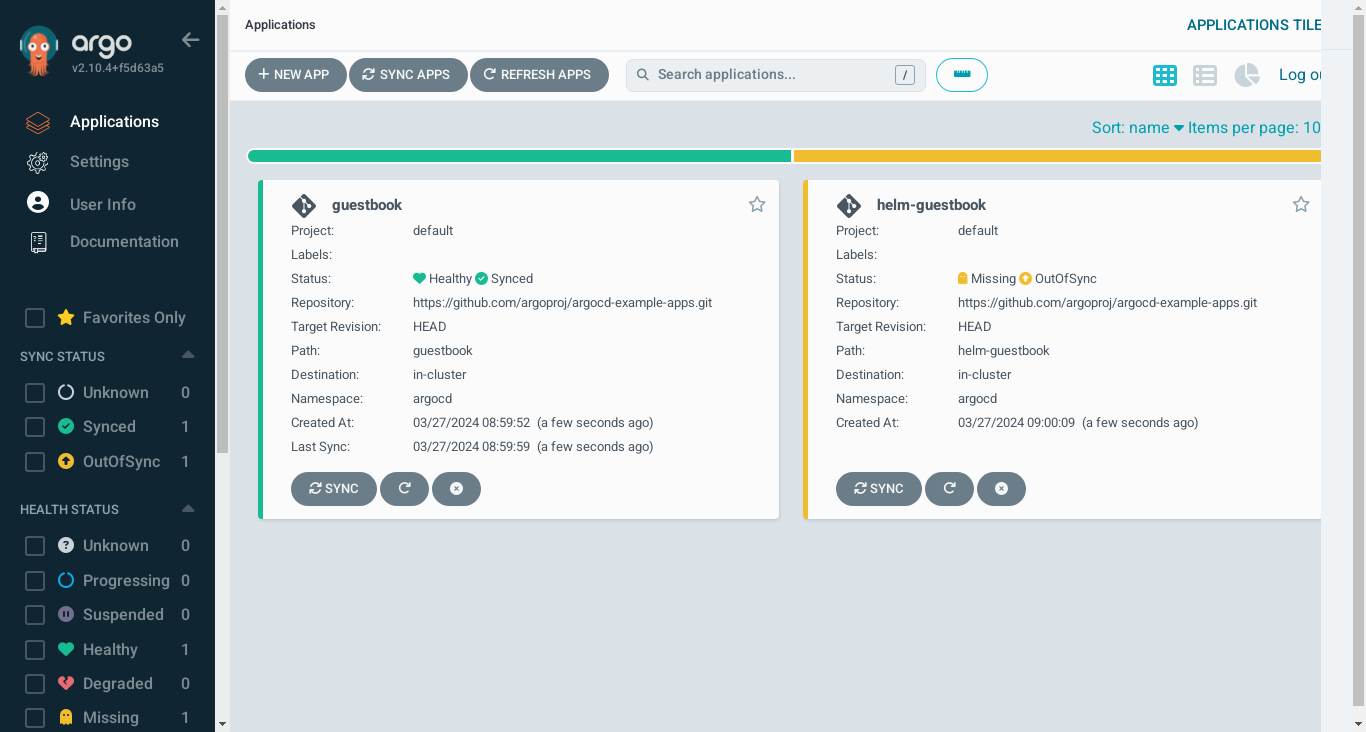 argo
v2.10.4+f5d63a5
Applications
Settings
User Info
Documentation
Favorites Only
SYNC STATUS
Unknown 0
Synced 1
OutOfSync 1
HEALTH STATUS
Unknown 0
Progressing 0
Suspended 0
Healthy 1
Degraded 0
Missing 1
Applications
APPLICATIONS TILE
NEW APP
SYNC APPS
REFRESH APPS
Search applications...
/
Log ou
Sort: name Items per page: 10
guestbook
Project: default
Labels:
Status: Healthy Synced
Repository: https://github.com/argoproj/argocd-example-apps.git
Target Revision: HEAD
Path: guestbook
Destination: in-cluster
Namespace: argocd
Created At: 03/27/2024 08:59:52 (a few seconds ago)
Last Sync: 03/27/2024 08:59:59 (a few seconds ago)
SYNC
helm-guestbook
Project: default
Labels:
Status: Missing OutOfSync
Repository: https://github.com/argoproj/argocd-example-apps.git
Target Revision: HEAD
Path: helm-guestbook
Destination: in-cluster
Namespace: argocd
Created At: 03/27/2024 09:00:09 (a few seconds ago)
SYNC